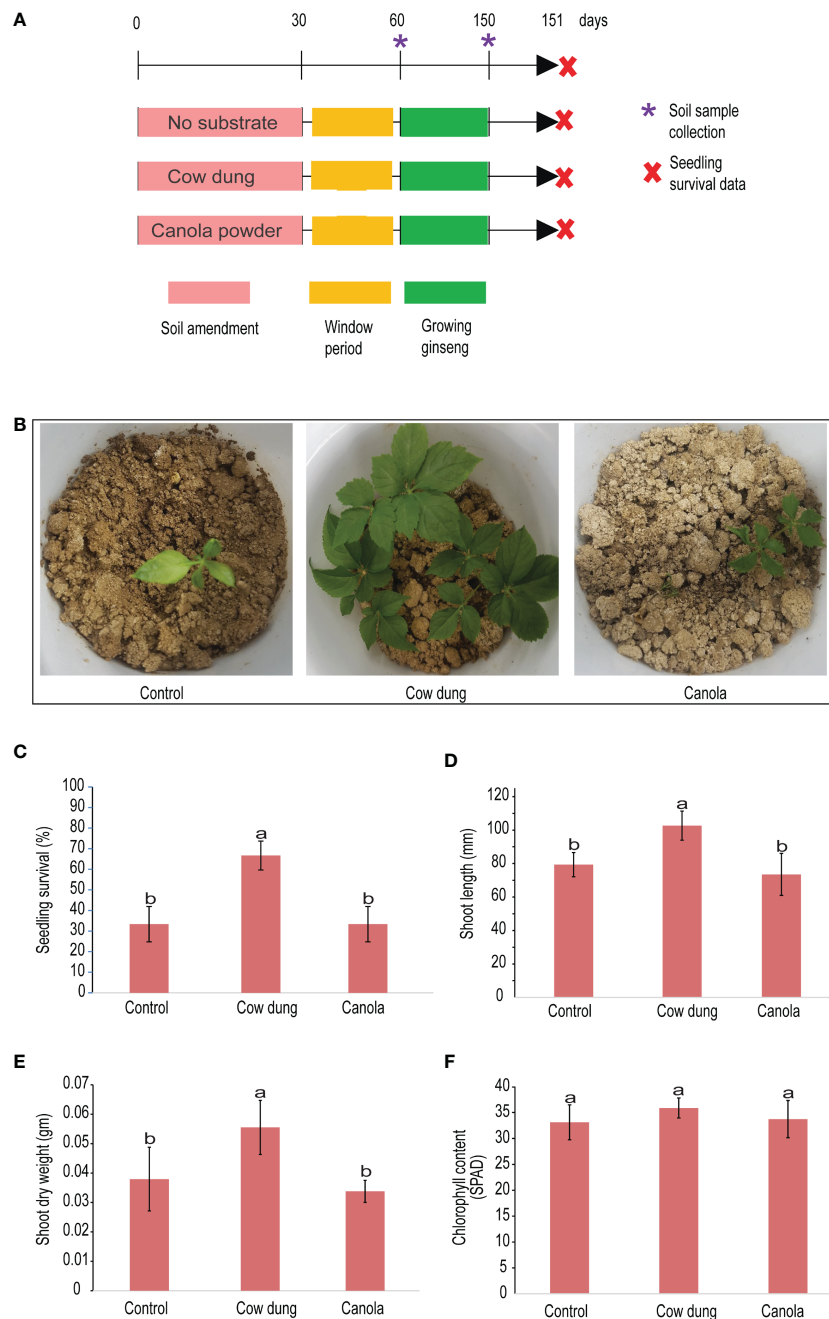 A
0 30 60 150 151 days
*
*
No substrate
Cow dung
Canola powder
* Soil sample
collection
Seedling
survival data
Soil amendment
Window
period
Growing
ginseng
B
Control
Cow dung
Canola
C
Seedling survival (%)
100
90
80
70
60
50
40
30
20
10
0
b
a
b
Control
Cow dung
Canola
D
Shoot length (mm)
120
100
80
60
40
20
0
b
a
b
Control
Cow dung
Canola
E
Shoot dry weight (gm)
0.07
0.06
0.05
0.04
0.03
0.02
0.01
0
b
a
b
Control
Cow dung
Canola
F
Chlorophyll content
(SPAD)
40
35
30
25
20
15
10
5
0
a
a
a
Control
Cow dung
Canola